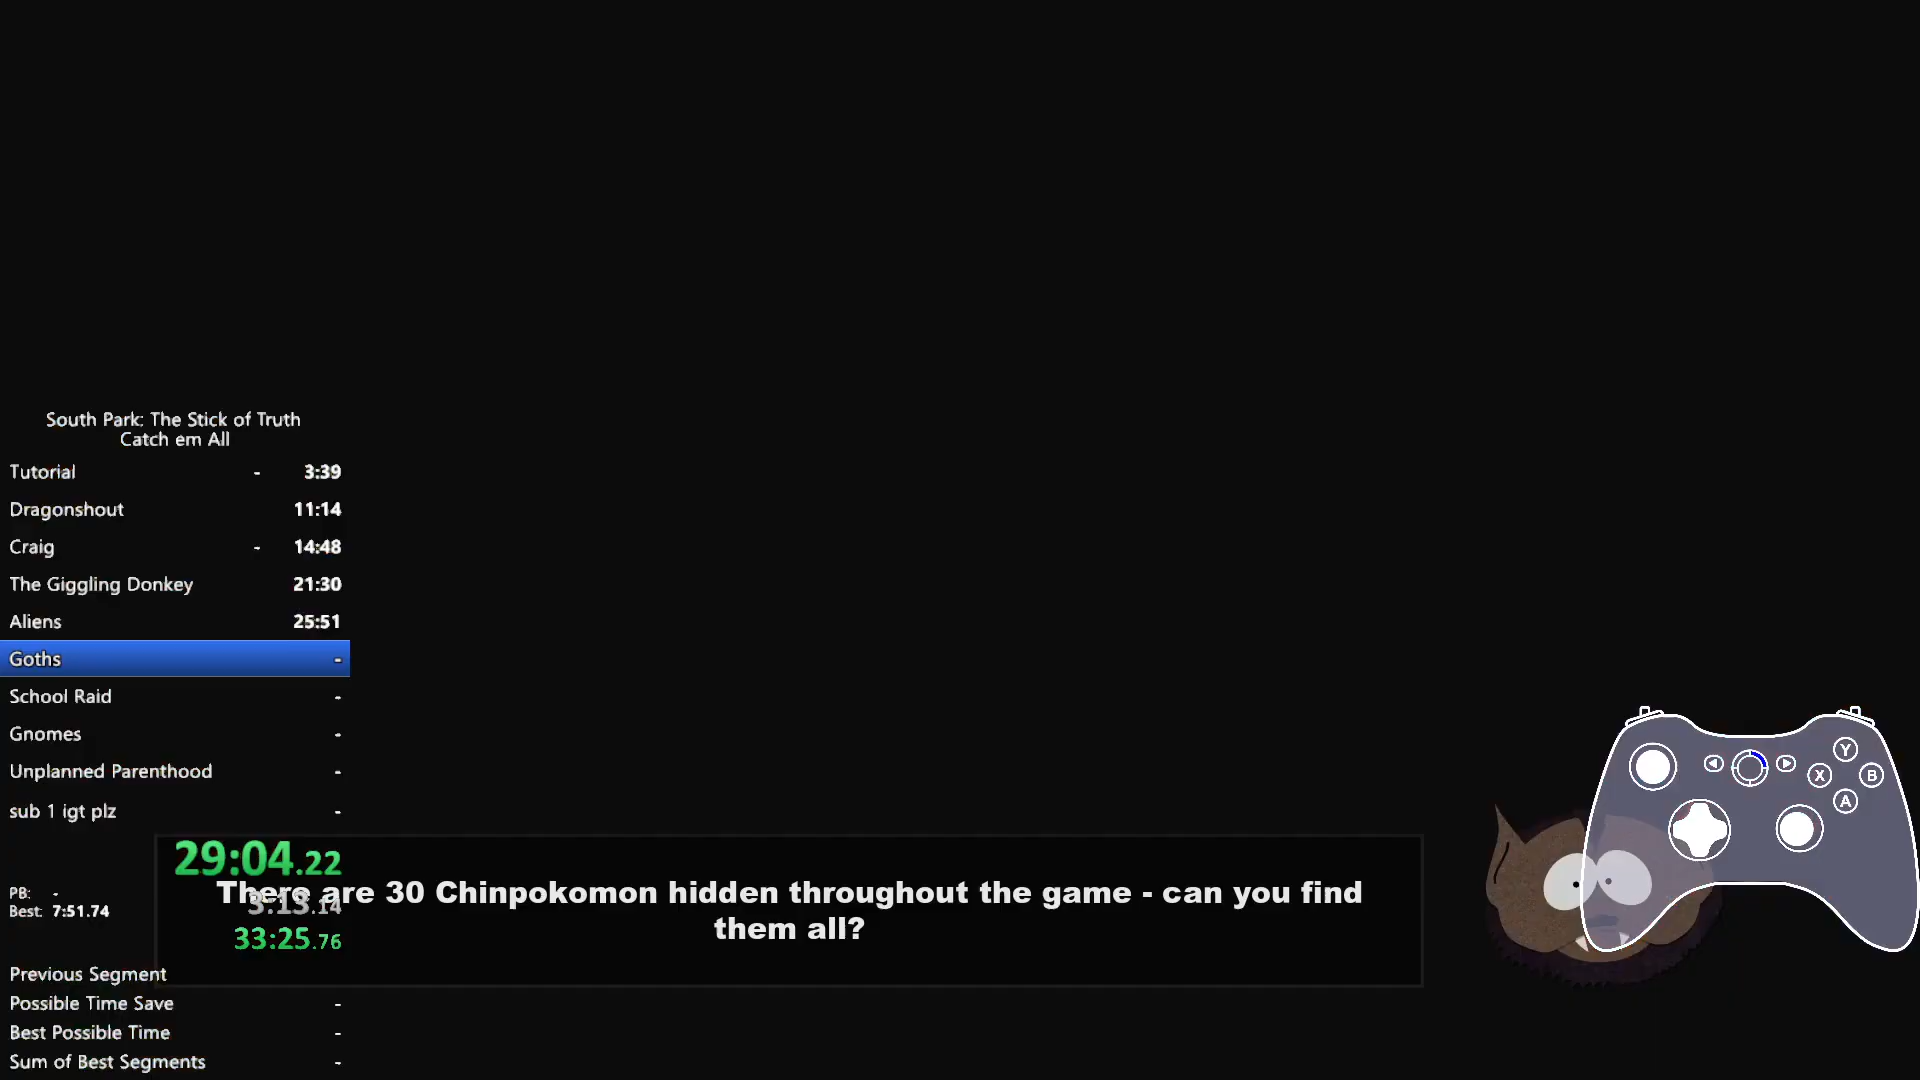 South Park: The Stick of Truth
Catch em All
Tutorial - 3:39
Dragonshout 11:14
Craig - 14:48
The Giggling Donkey 21:30
Aliens 25:51
Goths -
School Raid -
Gnomes -
Unplanned Parenthood -
sub 1 igt plz -
29:04.22
There are 30 Chinpokomon hidden throughout the game - can you find
them all?
PB: -
3:13.14
Best: 7:51.74
33:25.76
Previous Segment
Possible Time Save -
Best Possible Time -
Sum of Best Segments -
Y
X
B
A